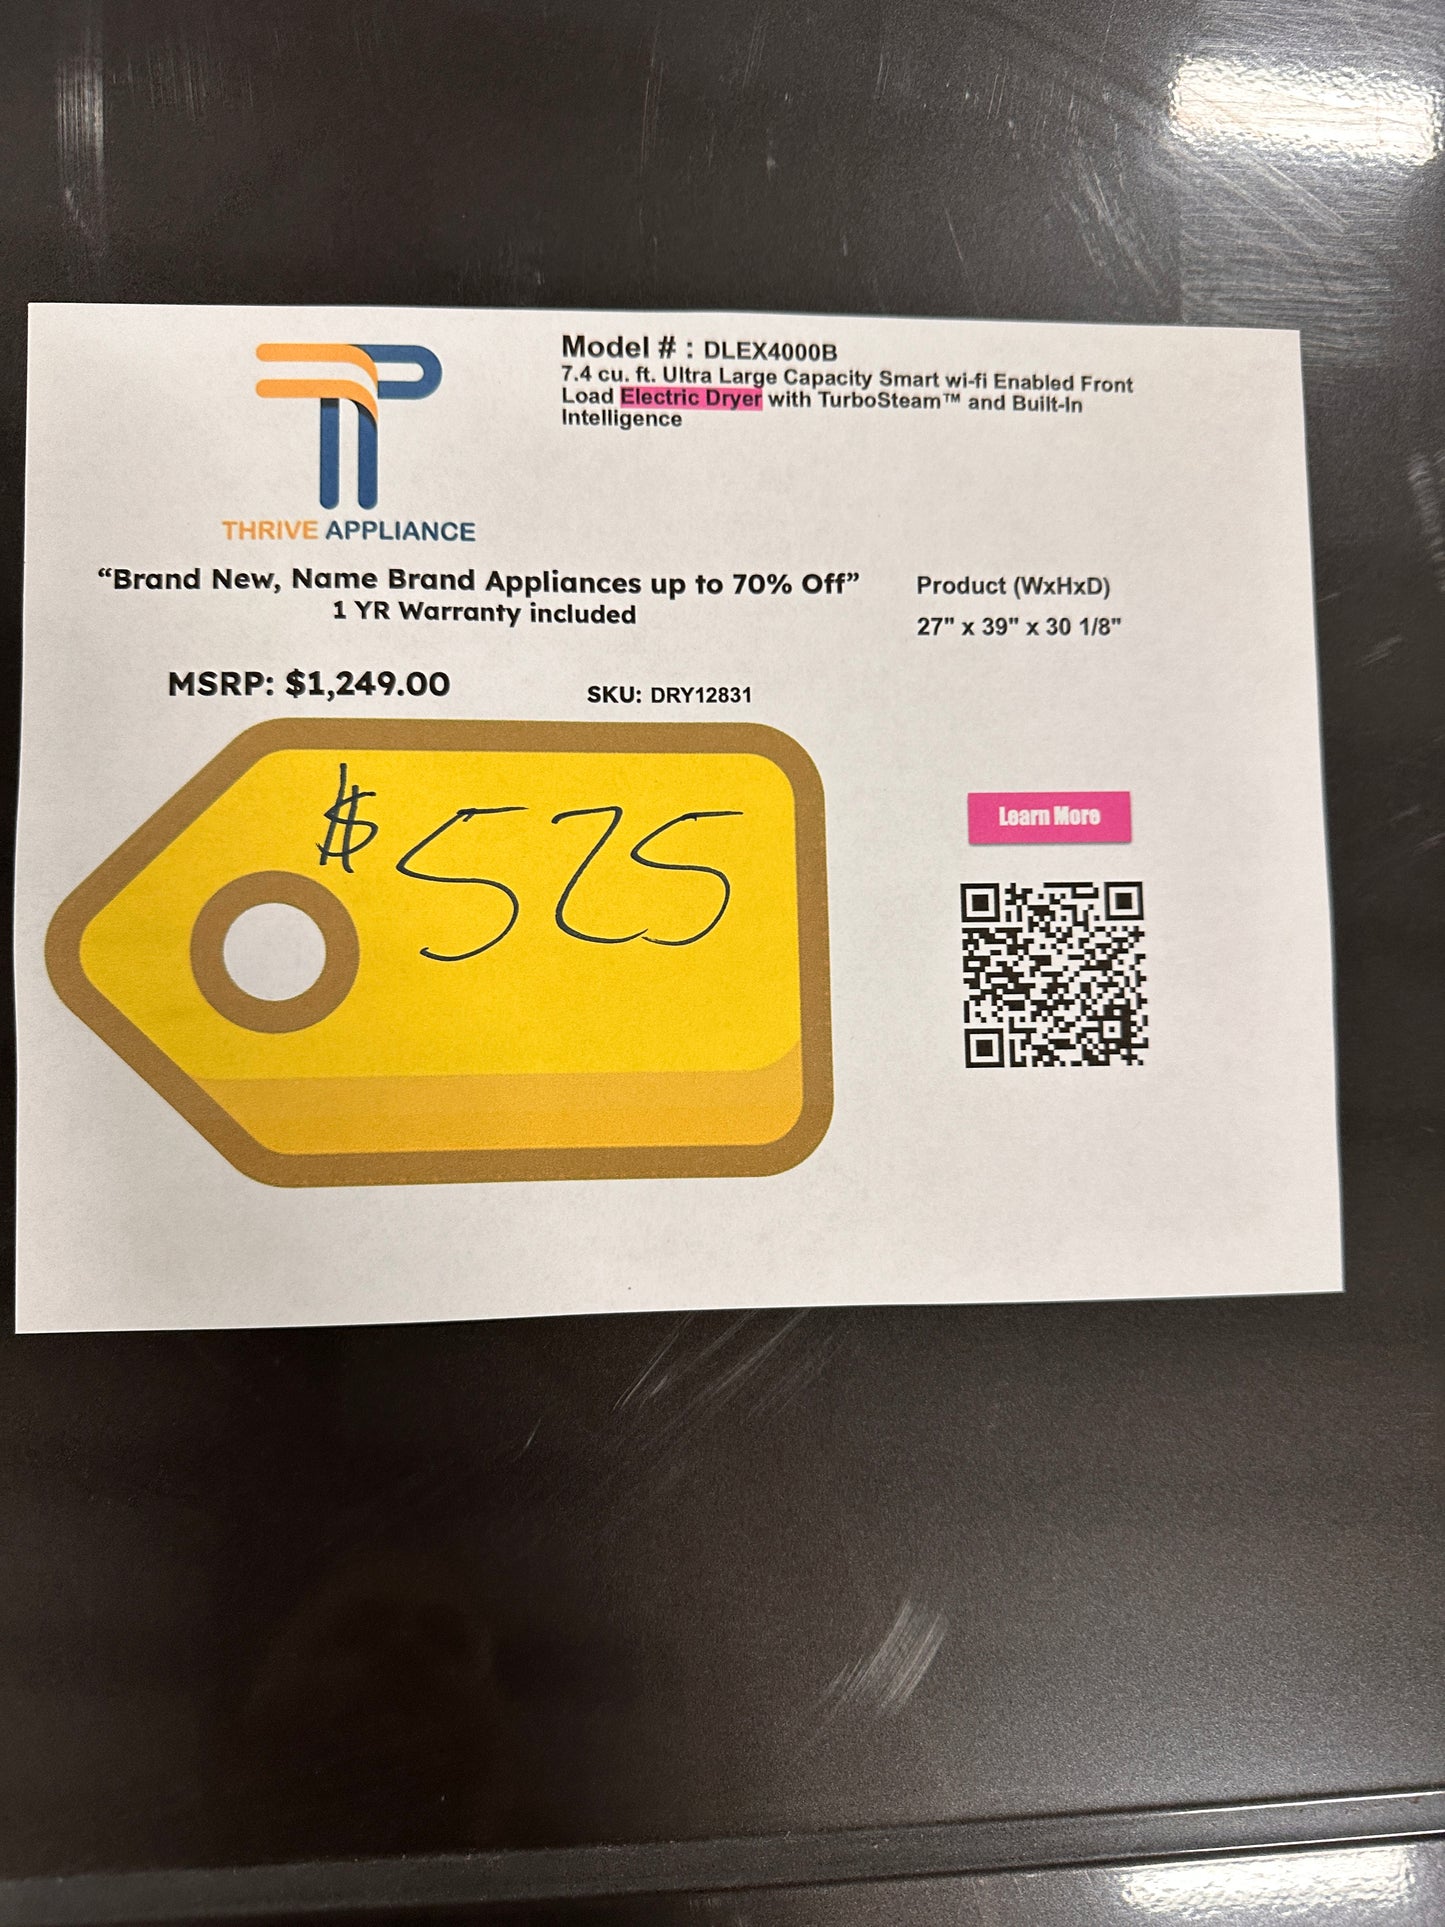 Model # : DLEX4000B
7.4 cu. ft. Ultra Large Capacity Smart wi-fi Enabled Front
Load Electric Dryer with TurboSteam™ and Built-In
Intelligence
THRIVE APPLIANCE
“Brand New, Name Brand Appliances up to 70% Off”
1 YR Warranty included
Product (WxHxD)
27" x 39" x 30 1/8"
MSRP: $1,249.00
SKU: DRY12831
$525
Learn More